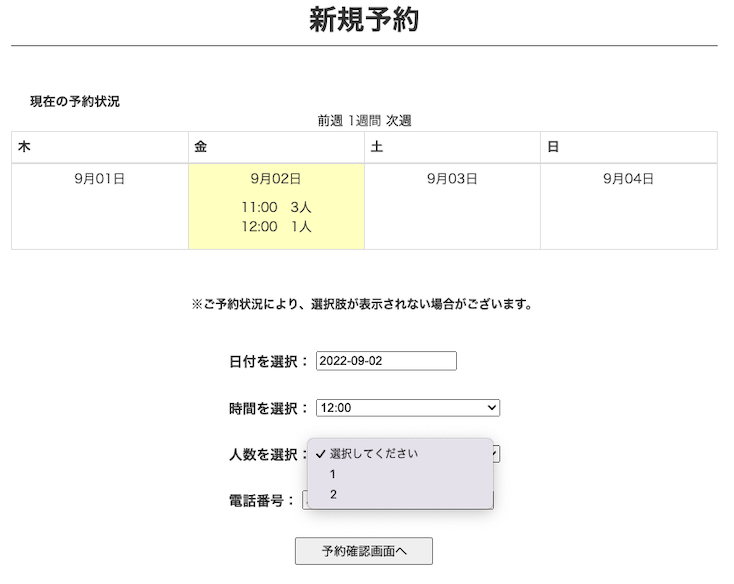 新規予約
現在の予約状況
前週 1週間 次週
木 金 土 日
9月01日 9月02日 9月03日 9月04日
11:00 3人
12:00 1人
※ご予約状況により、選択肢が表示されない場合がございます。
日付を選択： 2022-09-02
時間を選択： 12:00
人数を選択： ✓ 選択してください
1
2
電話番号：
予約確認画面へ